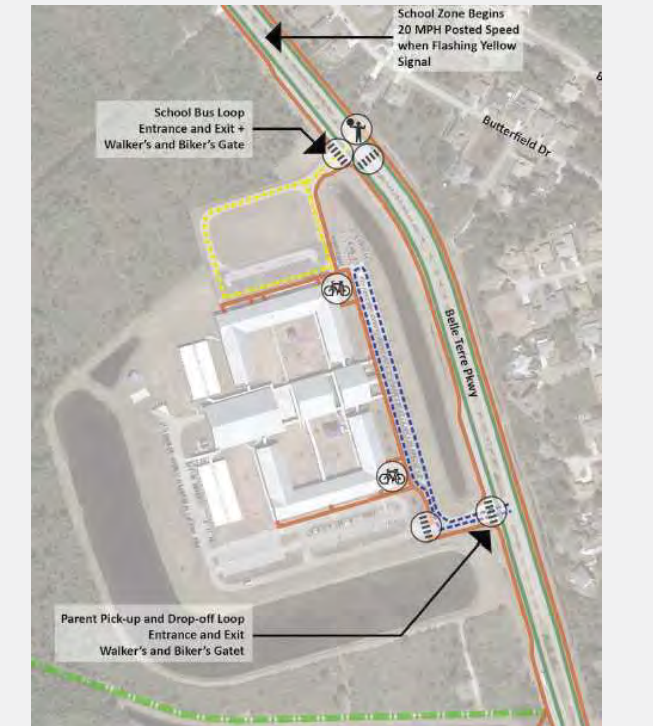 School Zone Begins
20 MPH Posted Speed
when Flashing Yellow
Signal
School Bus Loop
Entrance and Exit +
Walker's and Biker's Gate
Butterfield Dr
Belle Terre Pkwy
Parent Pick-up and Drop-off Loop
Entrance and Exit
Walker's and Biker's Gatet